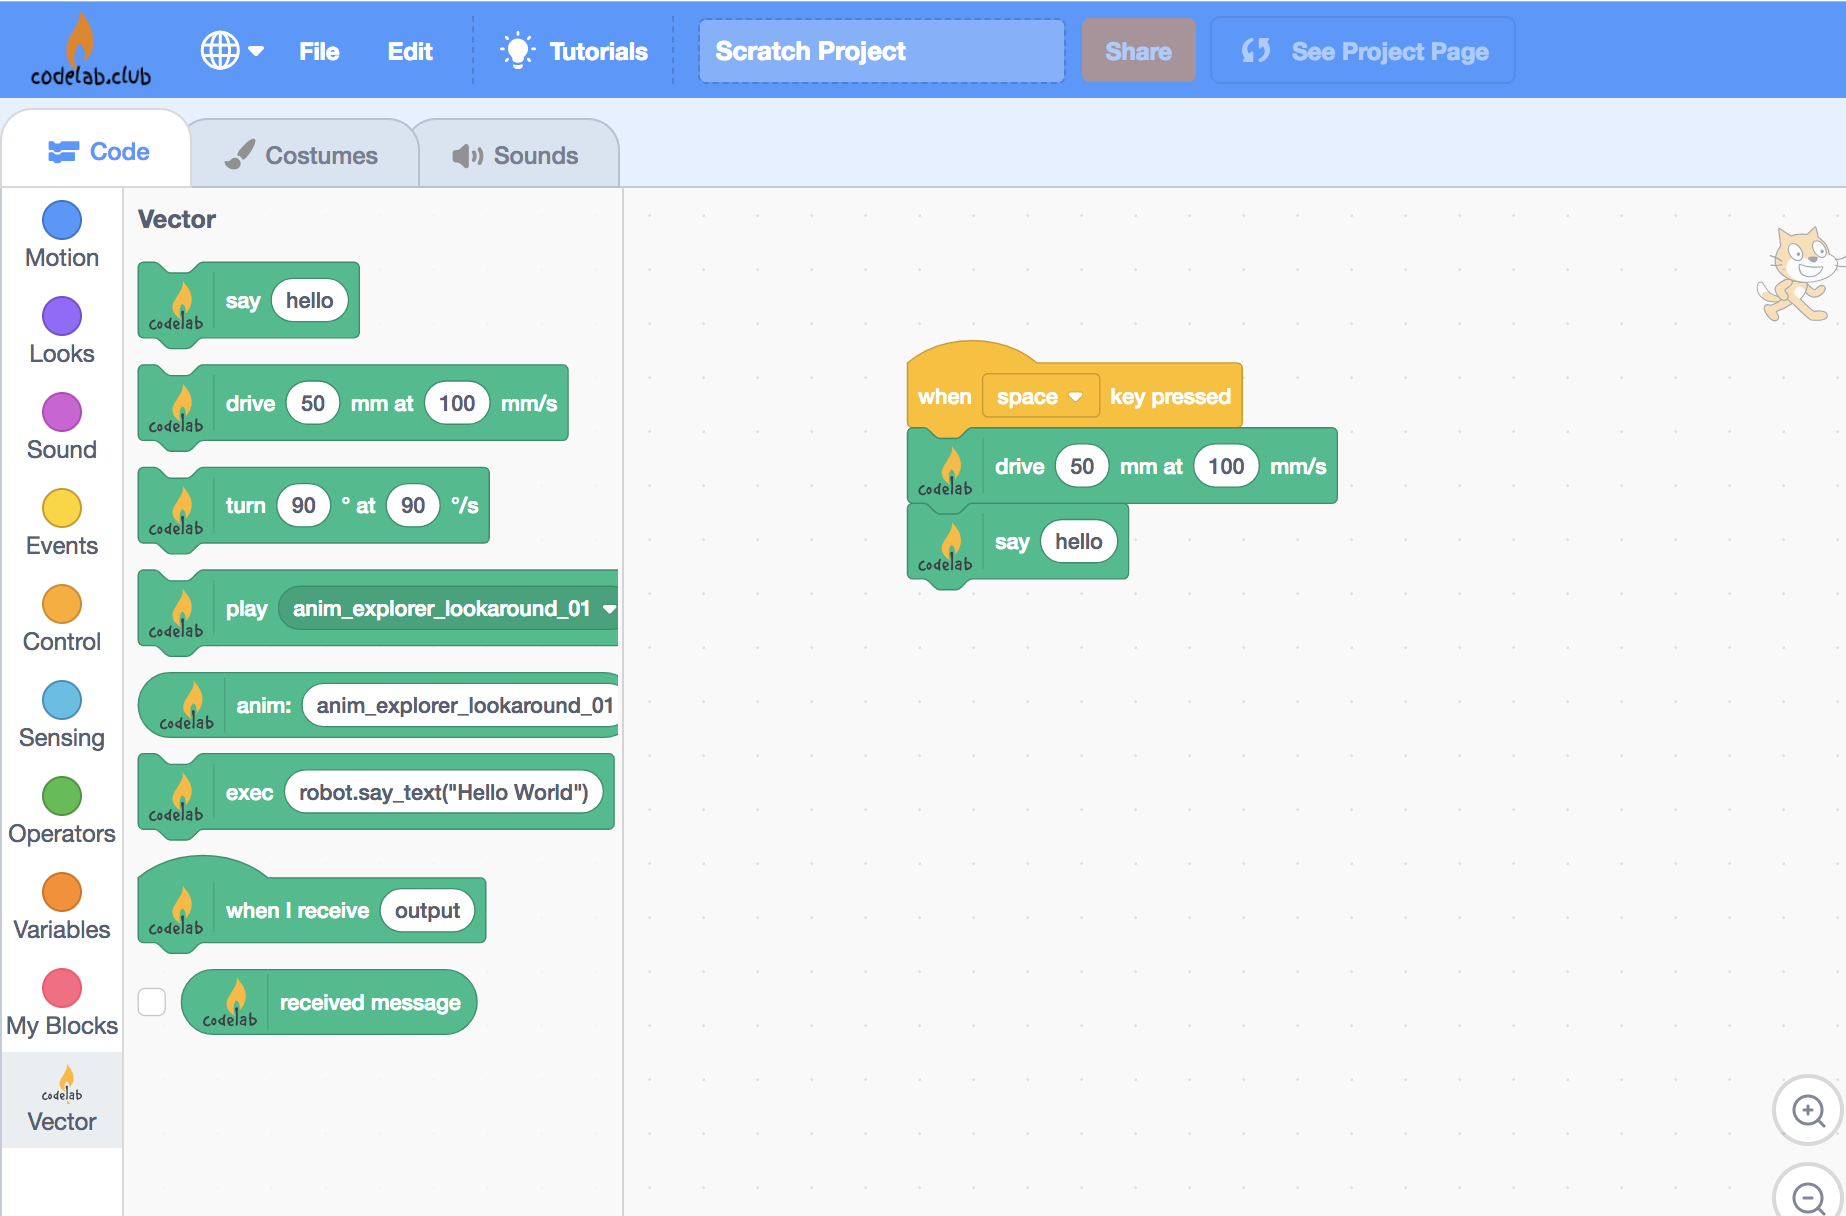 codelab.club
File
Edit
Tutorials
Scratch Project
Share
See Project Page
Code
Costumes
Sounds
Motion
Looks
Sound
Events
Control
Sensing
Operators
Variables
My Blocks
codelab
Vector
Vector
codelab say hello
codelab drive 50 mm at 100 mm/s
codelab turn 90 ° at 90 °/s
codelab play anim_explorer_lookaround_01
codelab anim: anim_explorer_lookaround_01
codelab exec robot.say_text("Hello World")
codelab when I receive output
codelab received message
when space key pressed
codelab drive 50 mm at 100 mm/s
codelab say hello